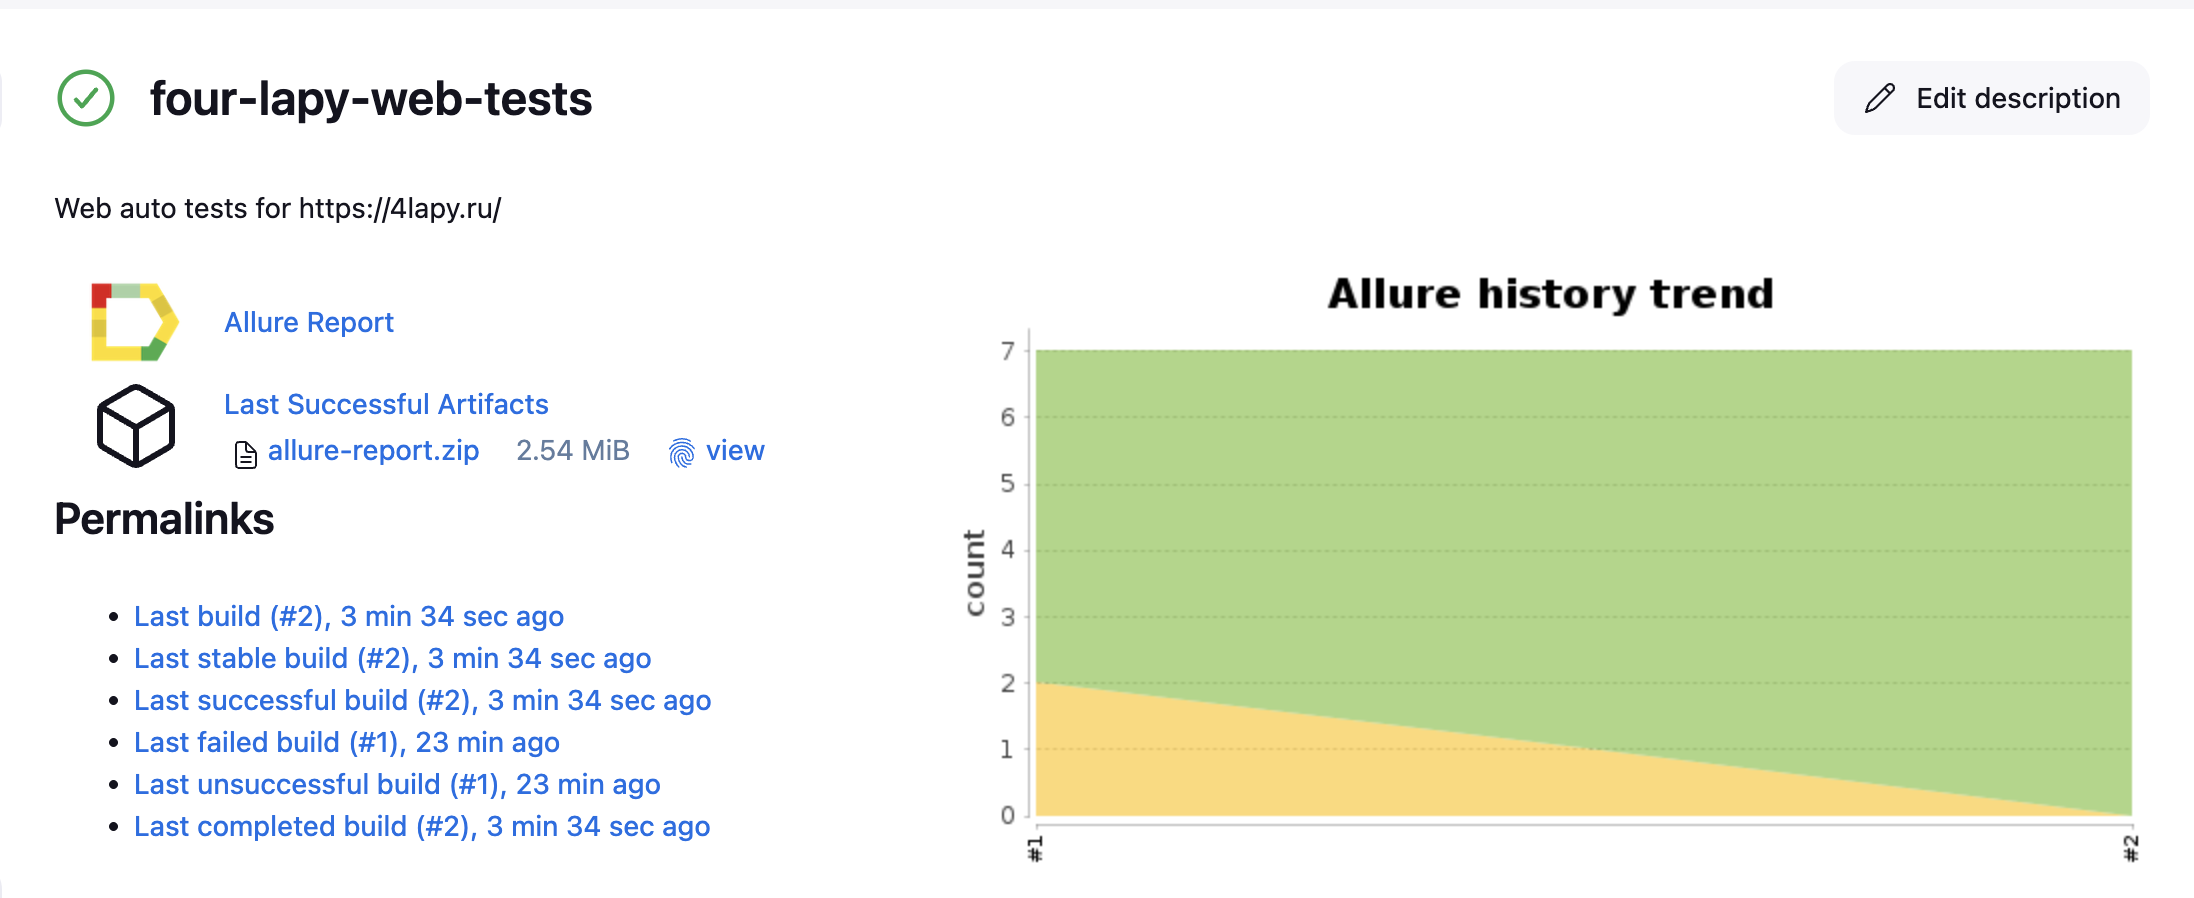 four-lapy-web-tests
Edit description
Web auto tests for https://4lapy.ru/
Allure Report
Last Successful Artifacts
allure-report.zip 2.54 MiB view
Permalinks
Last build (#2), 3 min 34 sec ago
Last stable build (#2), 3 min 34 sec ago
Last successful build (#2), 3 min 34 sec ago
Last failed build (#1), 23 min ago
Last unsuccessful build (#1), 23 min ago
Last completed build (#2), 3 min 34 sec ago
Allure history trend
count
7
6
5
4
3
2
1
0
#1
#2